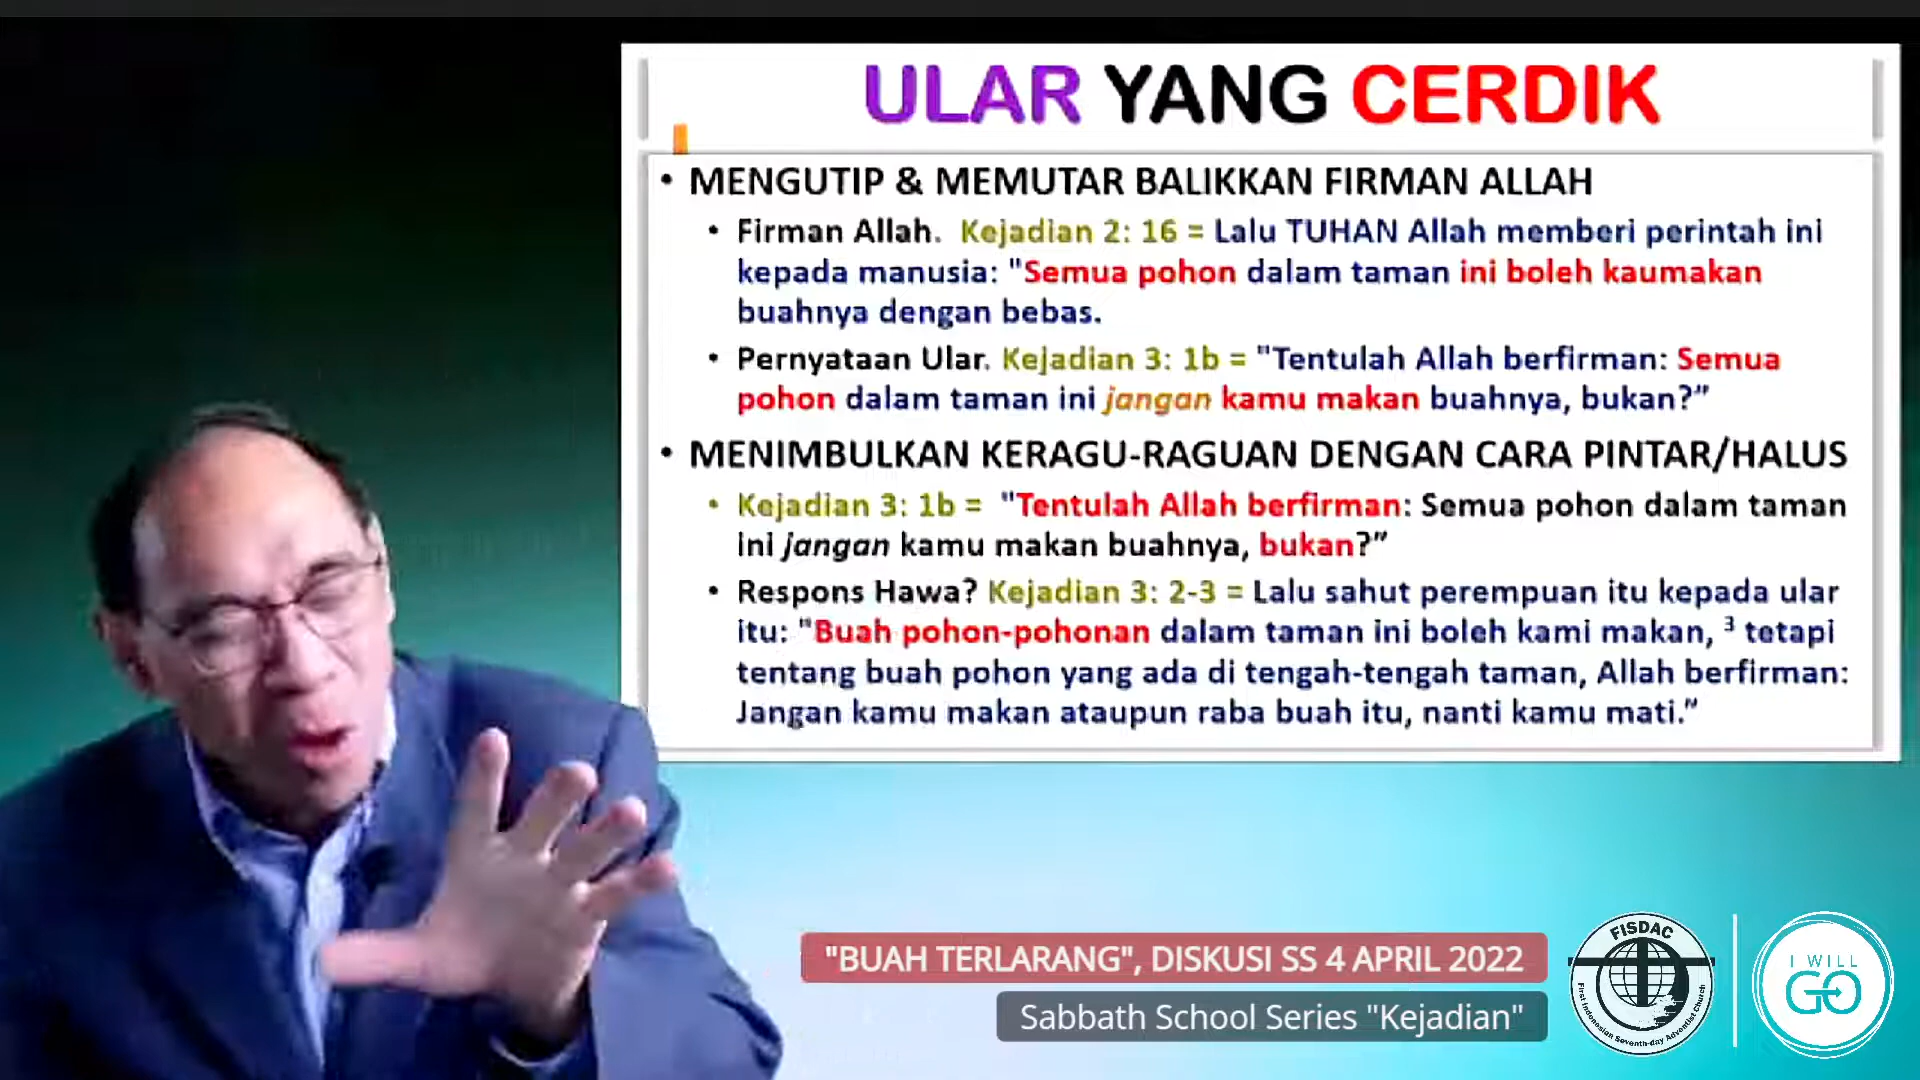 ULAR YANG CERDIK
• MENGUTIP & MEMUTAR BALIKKAN FIRMAN ALLAH
• Firman Allah. Kejadian 2: 16 = Lalu TUHAN Allah memberi perintah ini
kepada manusia: "Semua pohon dalam taman ini boleh kaumakan
buahnya dengan bebas.
• Pernyataan Ular. Kejadian 3: 1b = "Tentulah Allah berfirman: Semua
pohon dalam taman ini jangan kamu makan buahnya, bukan?”
• MENIMBULKAN KERAGU-RAGUAN DENGAN CARA PINTAR/HALUS
• Kejadian 3: 1b = "Tentulah Allah berfirman: Semua pohon dalam taman
ini jangan kamu makan buahnya, bukan?”
• Respons Hawa? Kejadian 3: 2-3 = Lalu sahut perempuan itu kepada ular
itu: "Buah pohon-pohonan dalam taman ini boleh kami makan, ³ tetapi
tentang buah pohon yang ada di tengah-tengah taman, Allah berfirman:
Jangan kamu makan ataupun raba buah itu, nanti kamu mati.”
"BUAH TERLARANG", DISKUSI SS 4 APRIL 2022
Sabbath School Series "Kejadian"
FISDAC
First Indonesian Seventh-day Adventist Church
I WILL
GO